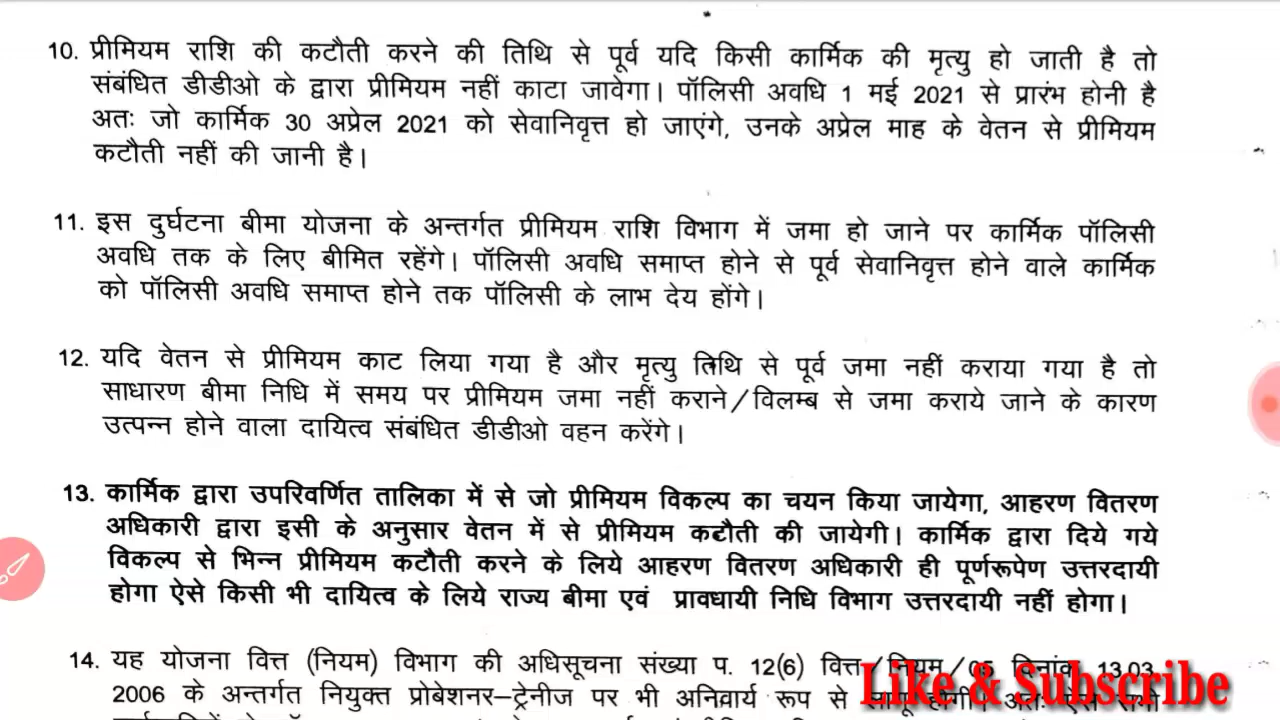 10. प्रीमियम राशि की कटौती करने की तिथि से पूर्व यदि किसी कार्मिक की मृत्यु हो जाती है तो
संबंधित डीडीओ के द्वारा प्रीमियम नहीं काटा जावेगा। पॉलिसी अवधि 1 मई 2021 से प्रारंभ होनी है
अतः जो कार्मिक 30 अप्रेल 2021 को सेवानिवृत्त हो जाएंगे, उनके अप्रेल माह के वेतन से प्रीमियम
कटौती नहीं की जानी है।
11. इस दुर्घटना बीमा योजना के अन्तर्गत प्रीमियम राशि विभाग में जमा हो जाने पर कार्मिक पॉलिसी
अवधि तक के लिए बीमित रहेंगे। पॉलिसी अवधि समाप्त होने से पूर्व सेवानिवृत्त होने वाले कार्मिक
को पॉलिसी अवधि समाप्त होने तक पॉलिसी के लाभ देय होंगे।
12. यदि वेतन से प्रीमियम काट लिया गया है और मृत्यु तिथि से पूर्व जमा नहीं कराया गया है तो
साधारण बीमा निधि में समय पर प्रीमियम जमा नहीं कराने/विलम्ब से जमा कराये जाने के कारण
उत्पन्न होने वाला दायित्व संबंधित डीडीओ वहन करेंगे।
13. कार्मिक द्वारा उपरिवर्णित तालिका में से जो प्रीमियम विकल्प का चयन किया जायेगा, आहरण वितरण
अधिकारी द्वारा इसी के अनुसार वेतन में से प्रीमियम कटौती की जायेगी। कार्मिक द्वारा दिये गये
विकल्प से भिन्न प्रीमियम कटौती करने के लिये आहरण वितरण अधिकारी ही पूर्णरूपेण उत्तरदायी
होगा ऐसे किसी भी दायित्व के लिये राज्य बीमा एवं प्रावधायी निधि विभाग उत्तरदायी नहीं होगा।
14. यह योजना वित्त (नियम) विभाग की अधिसूचना संख्या प. 12(6) वित्त/नियम/05 दिनांक 13.03.
2006 के अन्तर्गत नियुक्त प्रोबेशनर–ट्रेनीज पर भी अनिवार्य रूप से लागू होगी। अतः ऐसे सभी
Like & Subscribe